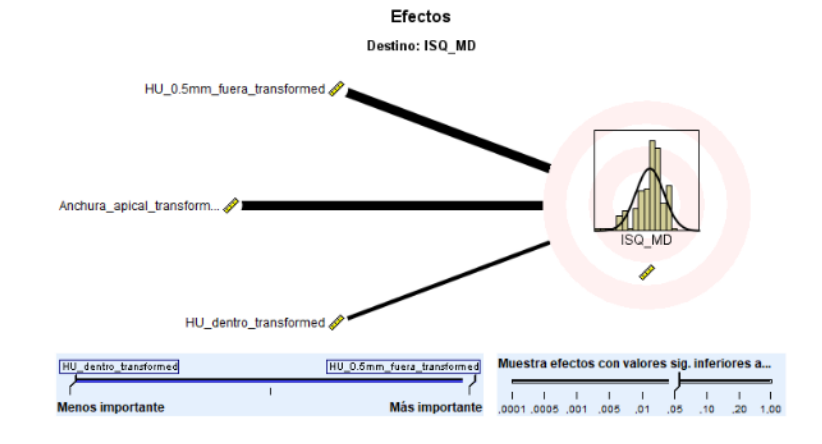 Efectos
Destino: ISQ_MD
HU_0.5mm_fuera_transformed
Anchura_apical_transform...
ISQ_MD
HU_dentro_transformed
HU_dentro_transformed HU_0.5mm_fuera_transformed
Menos importante Más importante
Muestra efectos con valores sig. inferiores a...
,0001 ,0005 ,001 ,005 ,01 ,05 ,10 ,20 1,00